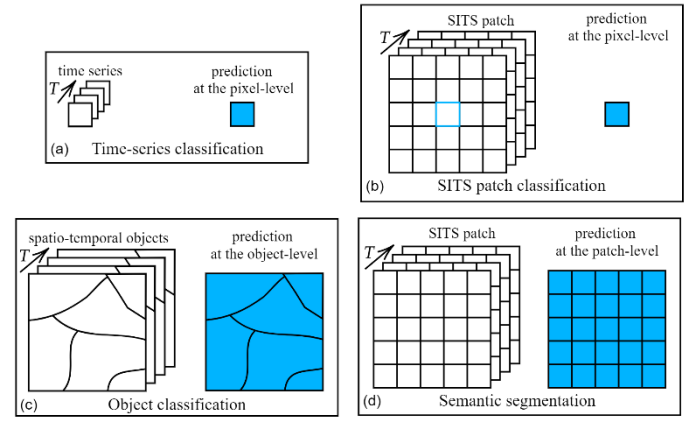 time series
prediction
at the pixel-level
T
(a)
Time-series classification
SITS patch
prediction
at the pixel-level
T
(b)
SITS patch classification
spatio-temporal objects
prediction
at the object-level
T
(c)
Object classification
SITS patch
prediction
at the patch-level
T
(d)
Semantic segmentation